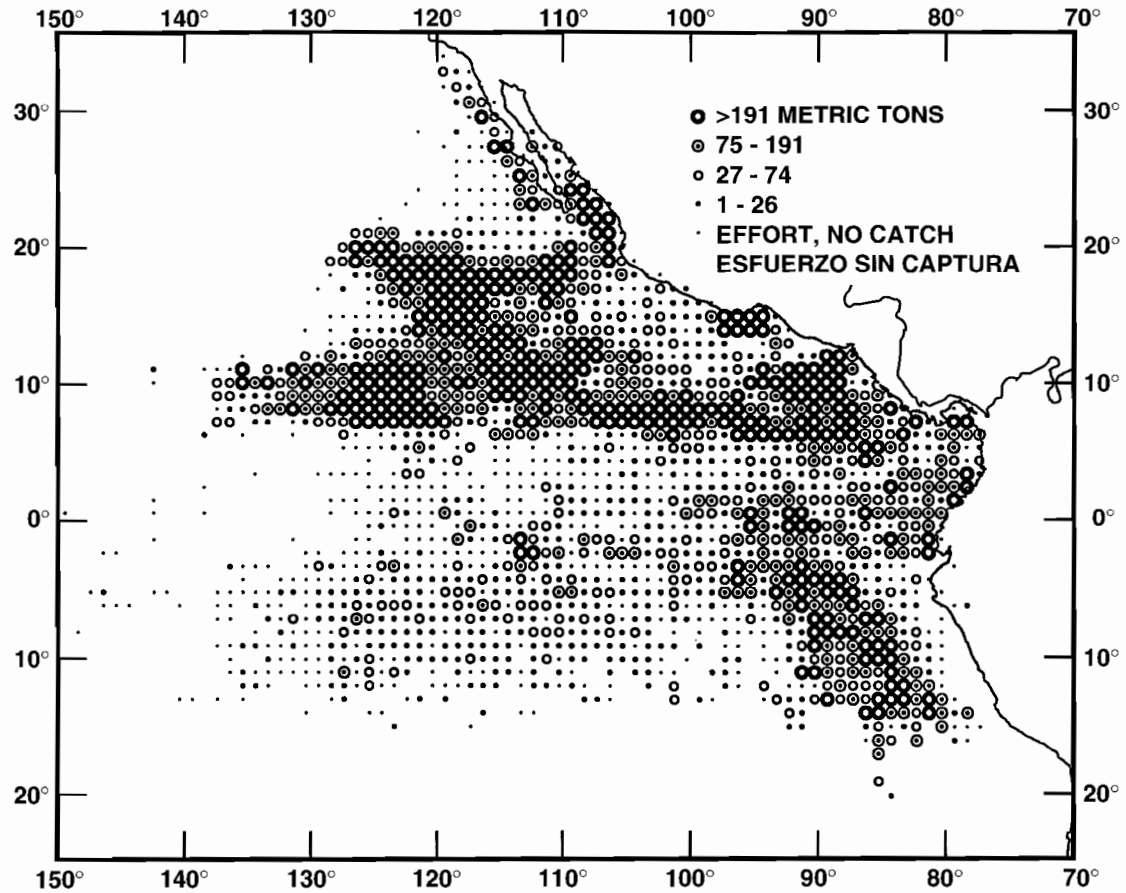 150° 140° 130° 120° 110° 100° 90° 80° 70°
30° 30°
>191 METRIC TONS
75 - 191
27 - 74
1 - 26
EFFORT, NO CATCH
ESFUERZO SIN CAPTURA
20° 20°
10° 10°
0° 0°
10° 10°
20° 20°
150° 140° 130° 120° 110° 100° 90° 80° 70°